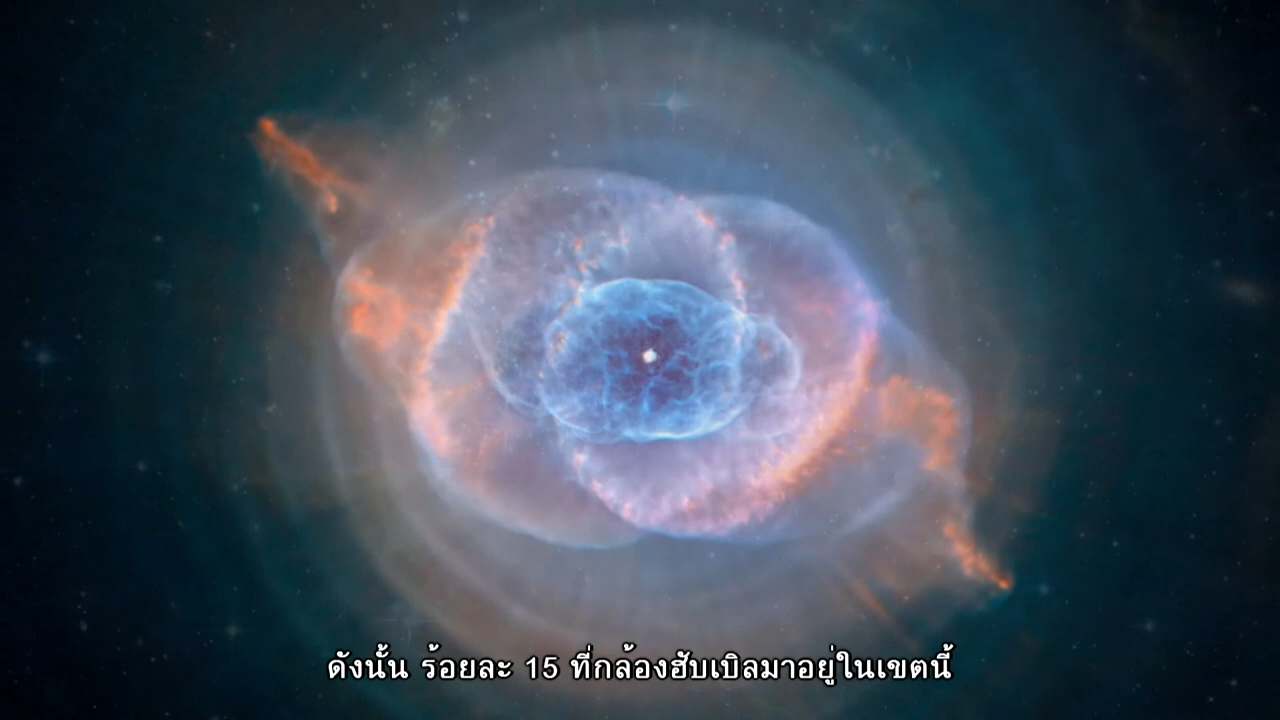 ดังนั้น ร้อยละ 15 ที่กล้องฮับเบิลมาอยู่ในเขตนี้